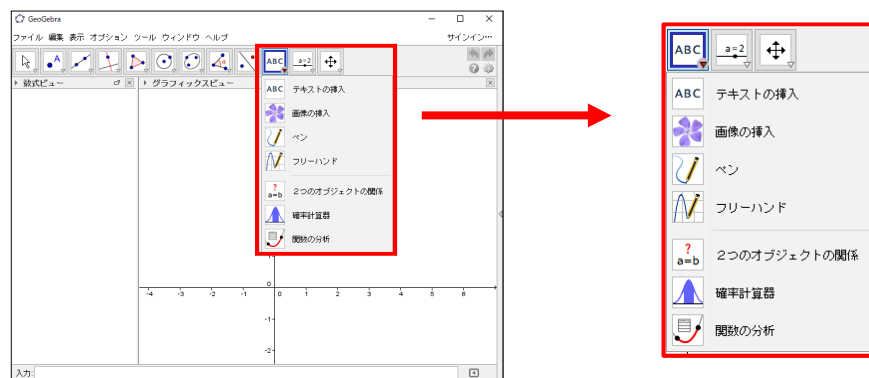 GeoGebra
ファイル 編集 表示 オプション ツール ウィンドウ ヘルプ サインイン…
A ABC a=2
数式ビュー グラフィックスビュー
ABC テキストの挿入
画像の挿入
ペン
フリーハンド
? a=b 2つのオブジェクトの関係
確率計算器
関数の分析
1
0
-4 -3 -2 -1 0 1 2 3 4 5 6
-1
-2
入力:
ABC a=2
ABC テキストの挿入
画像の挿入
ペン
フリーハンド
? a=b 2つのオブジェクトの関係
確率計算器
関数の分析